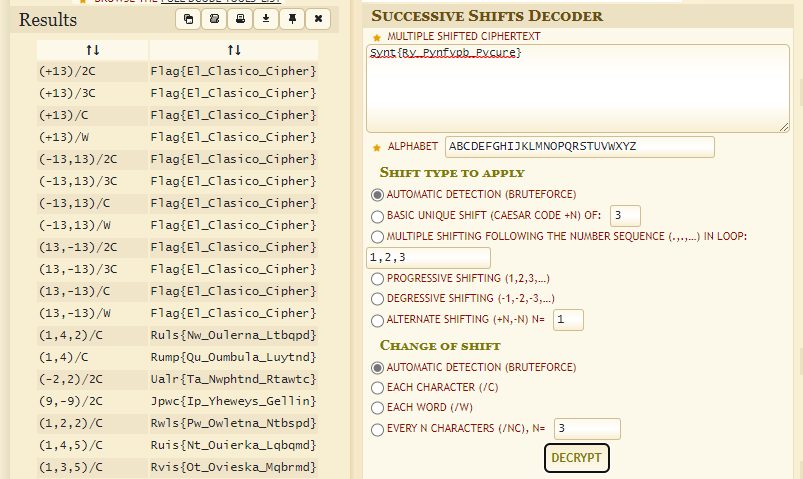 BROWSE THE FULL DCODE TOOLS' LIST
Results
↑↓ ↑↓
(+13)/2C Flag{El_Clasico_Cipher}
(+13)/3C Flag{El_Clasico_Cipher}
(+13)/C Flag{El_Clasico_Cipher}
(+13)/W Flag{El_Clasico_Cipher}
(-13,13)/2C Flag{El_Clasico_Cipher}
(-13,13)/3C Flag{El_Clasico_Cipher}
(-13,13)/C Flag{El_Clasico_Cipher}
(-13,13)/W Flag{El_Clasico_Cipher}
(13,-13)/2C Flag{El_Clasico_Cipher}
(13,-13)/3C Flag{El_Clasico_Cipher}
(13,-13)/C Flag{El_Clasico_Cipher}
(13,-13)/W Flag{El_Clasico_Cipher}
(1,4,2)/C Ruls{Nw_Oulerna_Ltbqpd}
(1,4)/C Rump{Qu_Oumbula_Luytnd}
(-2,2)/2C Ualr{Ta_Nwphtnd_Rtawtc}
(9,-9)/2C Jpwc{Ip_Yheweys_Gellin}
(1,2,2)/C Rwls{Pw_Owletna_Ntbspd}
(1,4,5)/C Ruis{Nt_Ouierka_Lqbqmd}
(1,3,5)/C Rvis{Ot_Ovieska_Mqbrmd}
SUCCESSIVE SHIFTS DECODER
MULTIPLE SHIFTED CIPHERTEXT
Synt{Ry_Pynfvpb_Pvcure}
ALPHABET ABCDEFGHIJKLMNOPQRSTUVWXYZ
SHIFT TYPE TO APPLY
AUTOMATIC DETECTION (BRUTEFORCE)
BASIC UNIQUE SHIFT (CAESAR CODE +N) OF: 3
MULTIPLE SHIFTING FOLLOWING THE NUMBER SEQUENCE (.,.,…) IN LOOP:
1,2,3
PROGRESSIVE SHIFTING (1,2,3,…)
DEGRESSIVE SHIFTING (-1,-2,-3,…)
ALTERNATE SHIFTING (+N,-N) N= 1
CHANGE OF SHIFT
AUTOMATIC DETECTION (BRUTEFORCE)
EACH CHARACTER (/C)
EACH WORD (/W)
EVERY N CHARACTERS (/NC), N= 3
DECRYPT